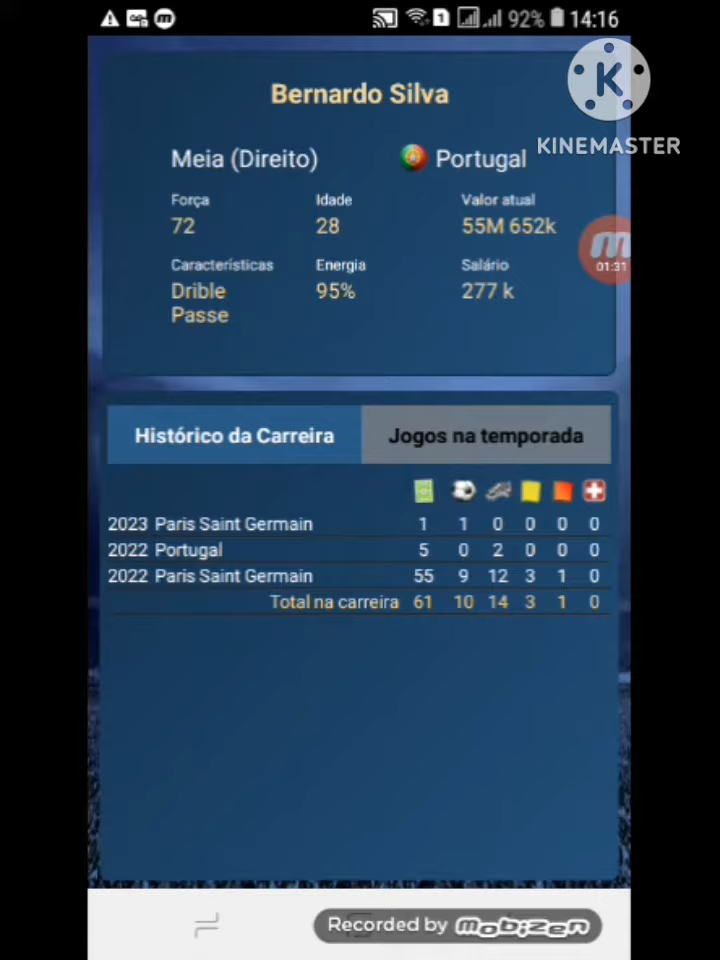 92% 14:16
Bernardo Silva
KINEMASTER
Meia (Direito) Portugal
Força Idade Valor atual
72 28 55M 652k
Características Energia Salário
Drible 95% 277 k
Passe
01:31
Histórico da Carreira Jogos na temporada
2023 Paris Saint Germain 1 1 0 0 0 0
2022 Portugal 5 0 2 0 0 0
2022 Paris Saint Germain 55 9 12 3 1 0
Total na carreira 61 10 14 3 1 0
Recorded by mobizen